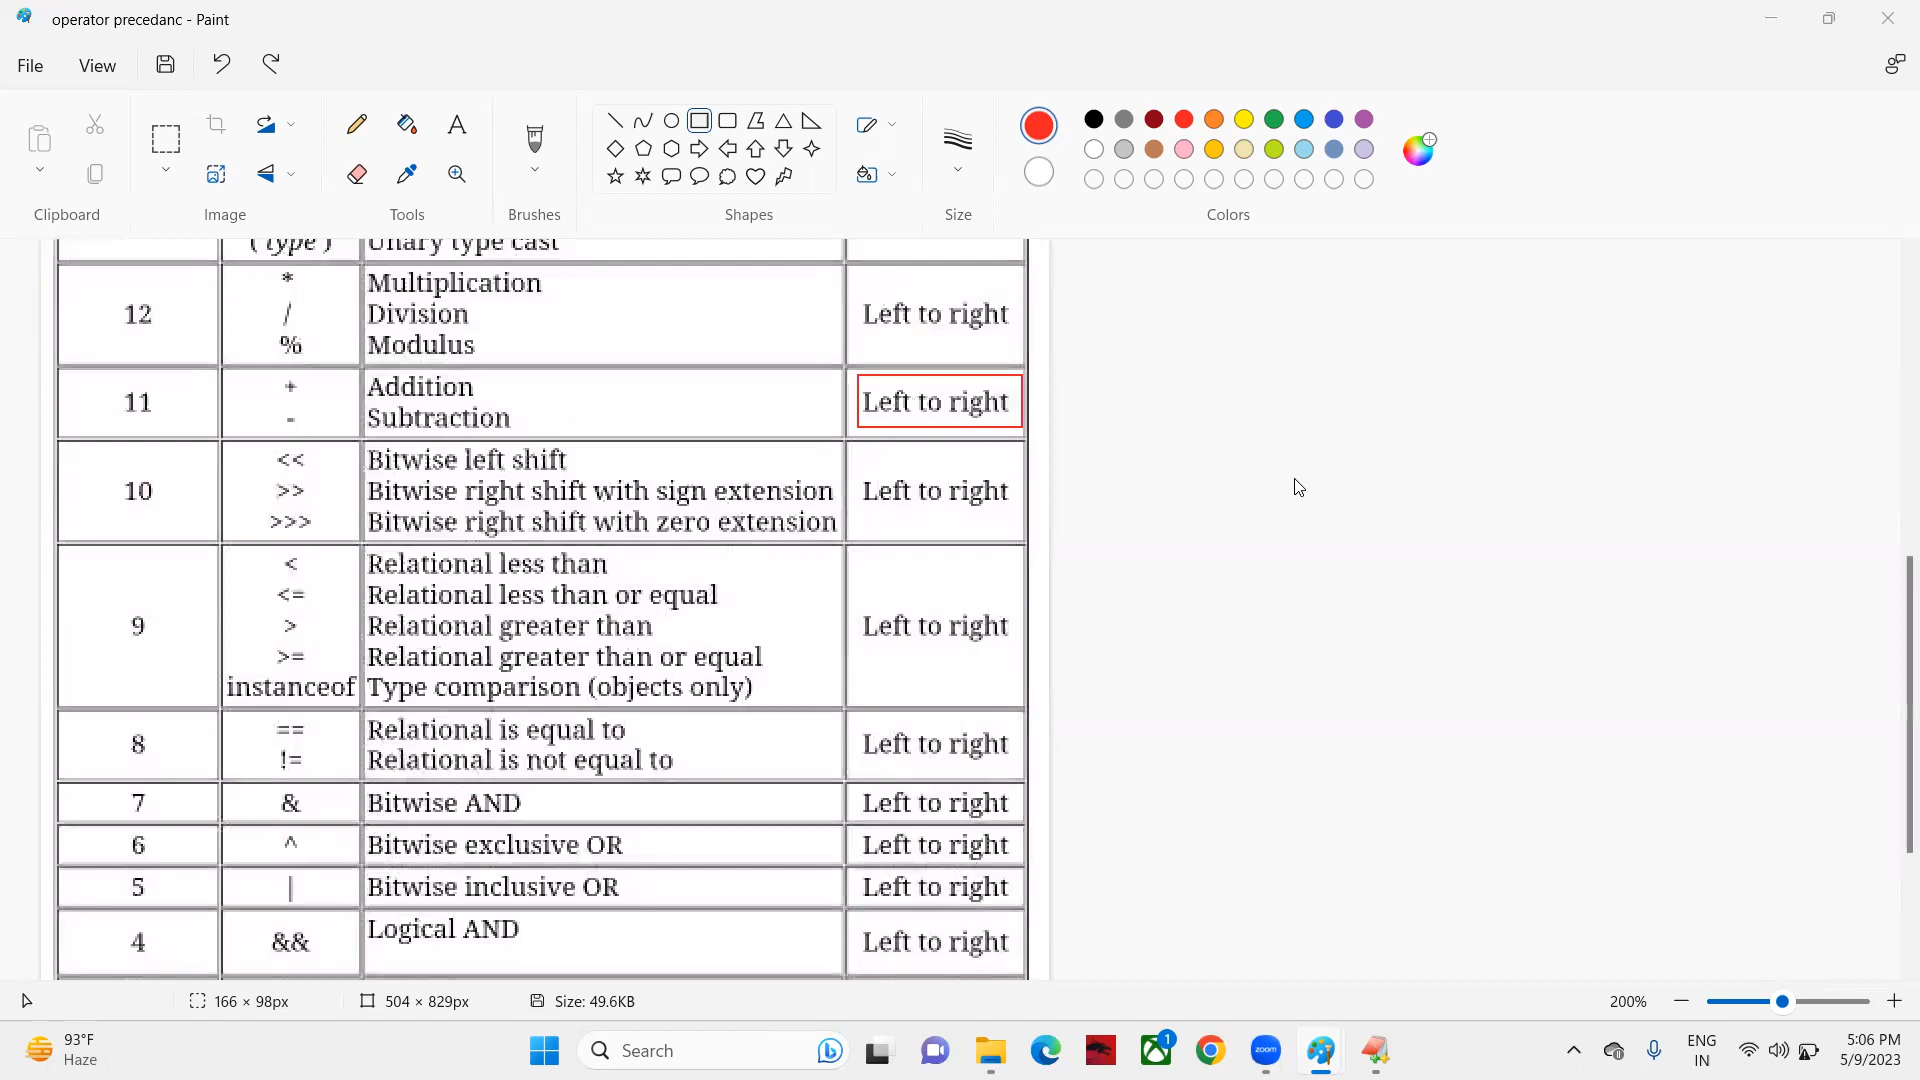 operator precedanc - Paint
File View
Clipboard
Image
Tools
Brushes
Shapes
Size
Colors
( type ) Unary type cast
12 * Multiplication Left to right
/ Division
% Modulus
11 + Addition Left to right
- Subtraction
10 << Bitwise left shift Left to right
>> Bitwise right shift with sign extension
>>> Bitwise right shift with zero extension
9 < Relational less than Left to right
<= Relational less than or equal
> Relational greater than
>= Relational greater than or equal
instanceof Type comparison (objects only)
8 == Relational is equal to Left to right
!= Relational is not equal to
7 & Bitwise AND Left to right
6 ^ Bitwise exclusive OR Left to right
5 | Bitwise inclusive OR Left to right
4 && Logical AND Left to right
166 × 98px 504 × 829px Size: 49.6KB 200%
93°F
Haze
Search
zoom
1
ENG
IN
5:06 PM
5/9/2023